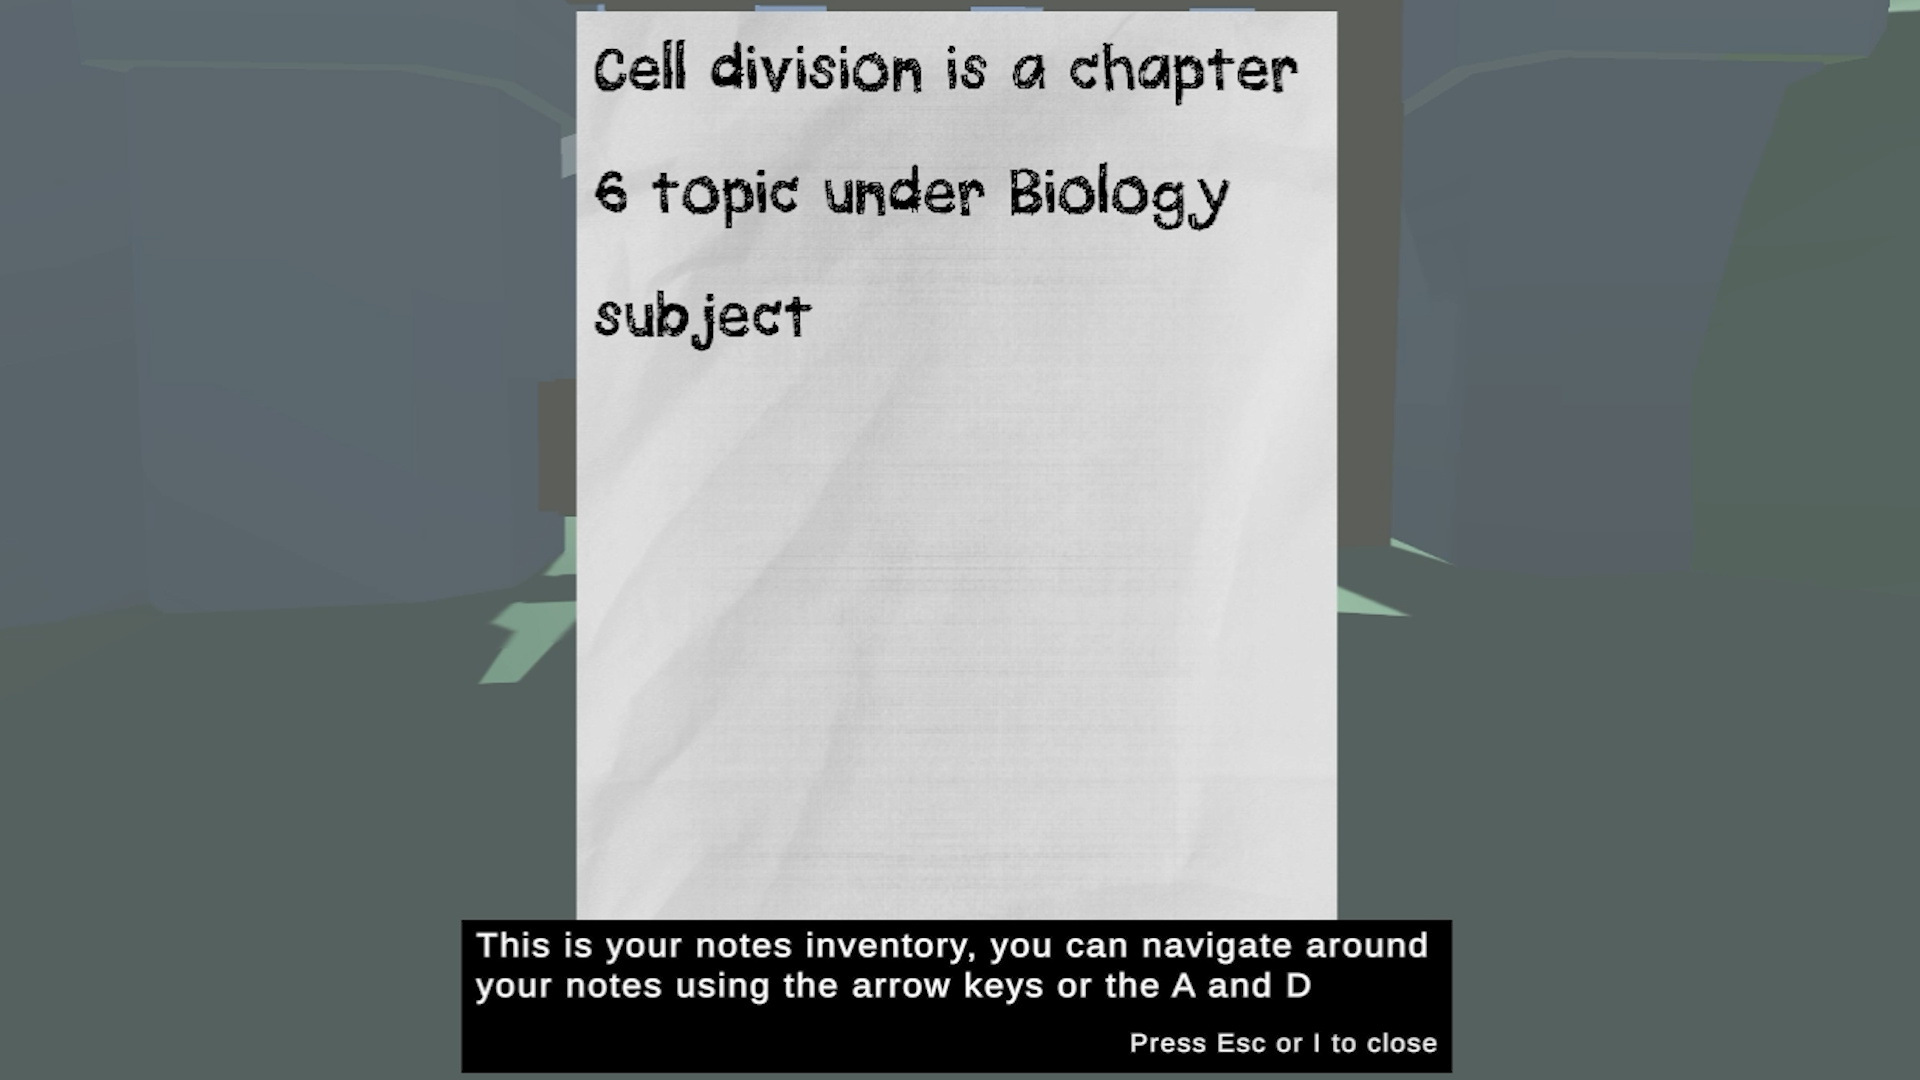 Cell division is a chapter
6 topic under Biology
subject
This is your notes inventory, you can navigate around
your notes using the arrow keys or the A and D
Press Esc or I to close